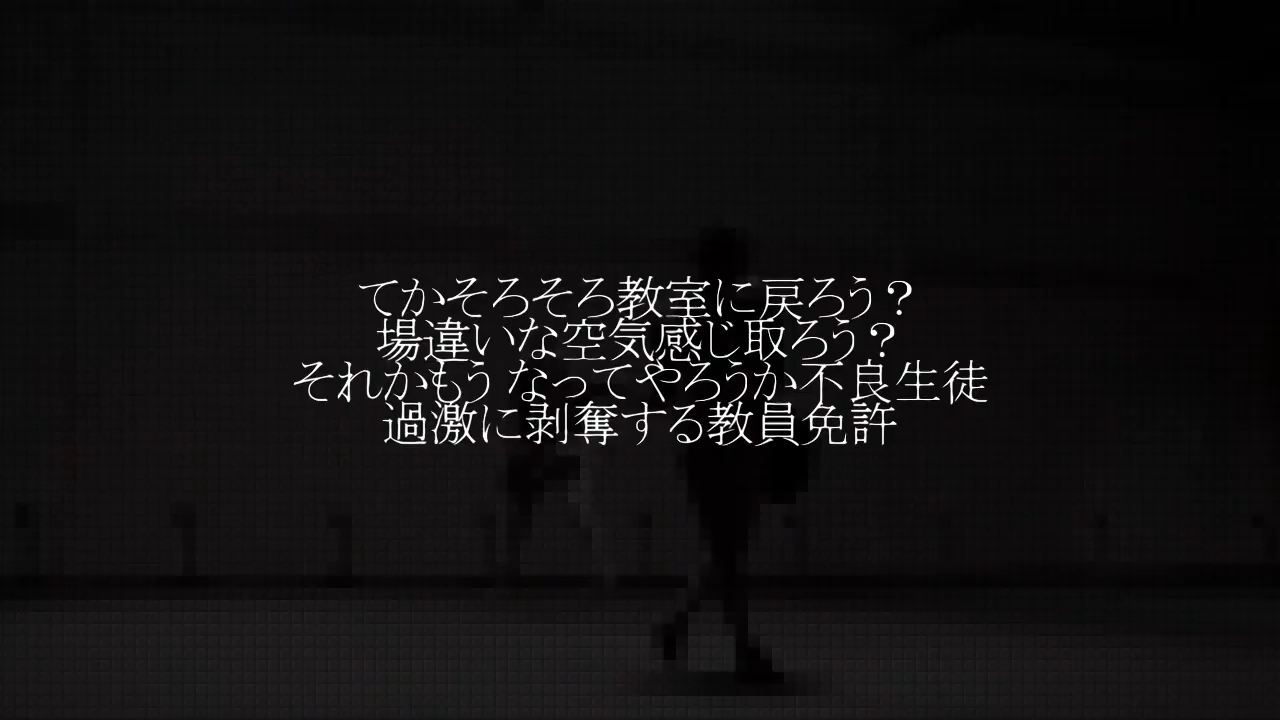 てかそろそろ教室に戻ろう？
場違いな空気感じ取ろう？
それかもう なってやろうか不良生徒
過激に剥奪する教員免許